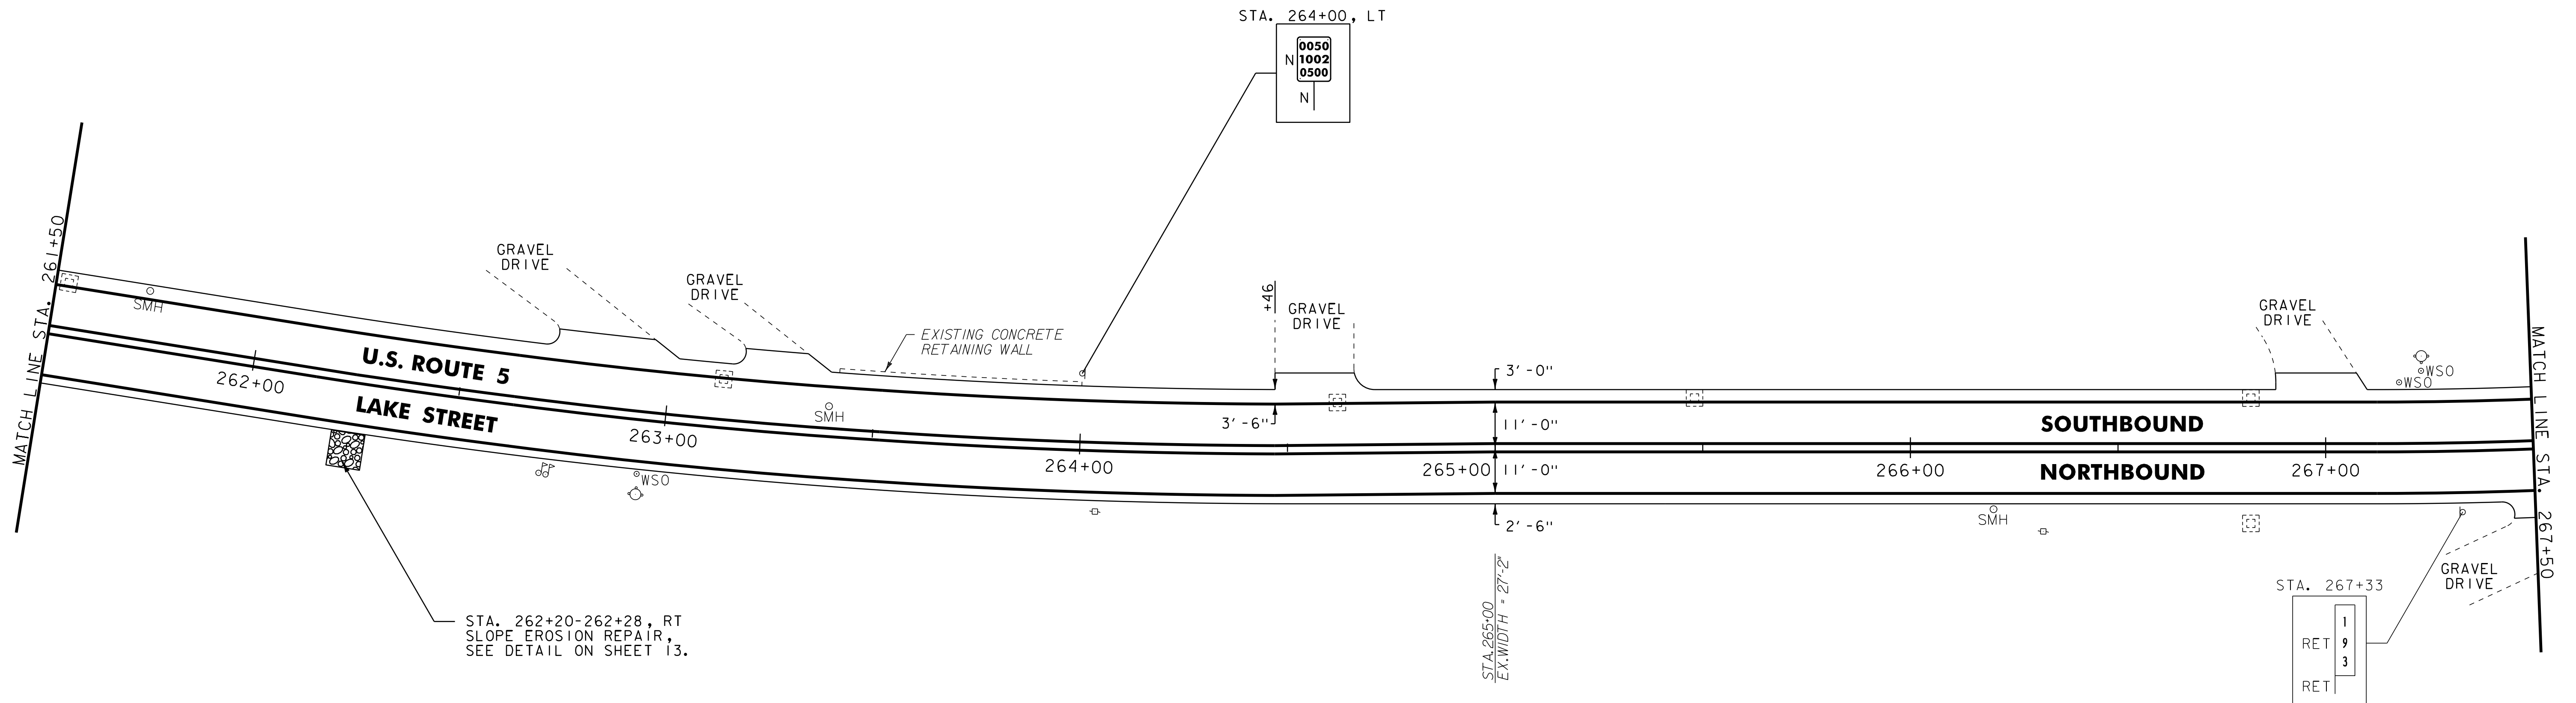 STA. 264+00, LT
0050
N 1002
0500
N
MATCH LINE STA. 261+50
SMH
GRAVEL
DRIVE
GRAVEL
DRIVE
EXISTING CONCRETE
RETAINING WALL
+46
GRAVEL
DRIVE
GRAVEL
DRIVE
WSO
WSO
MATCH LINE STA. 267+50
U.S. ROUTE 5
LAKE STREET
262+00
263+00
SMH
264+00
3'-6"
3'-0"
11'-0"
265+00
11'-0"
2'-6"
SOUTHBOUND
NORTHBOUND
266+00
267+00
WSO
SMH
STA. 262+20-262+28, RT
SLOPE EROSION REPAIR,
SEE DETAIL ON SHEET 13.
STA.265+00
EX.WIDTH = 27'-2"
GRAVEL
DRIVE
STA. 267+33
1
RET 9
3
RET